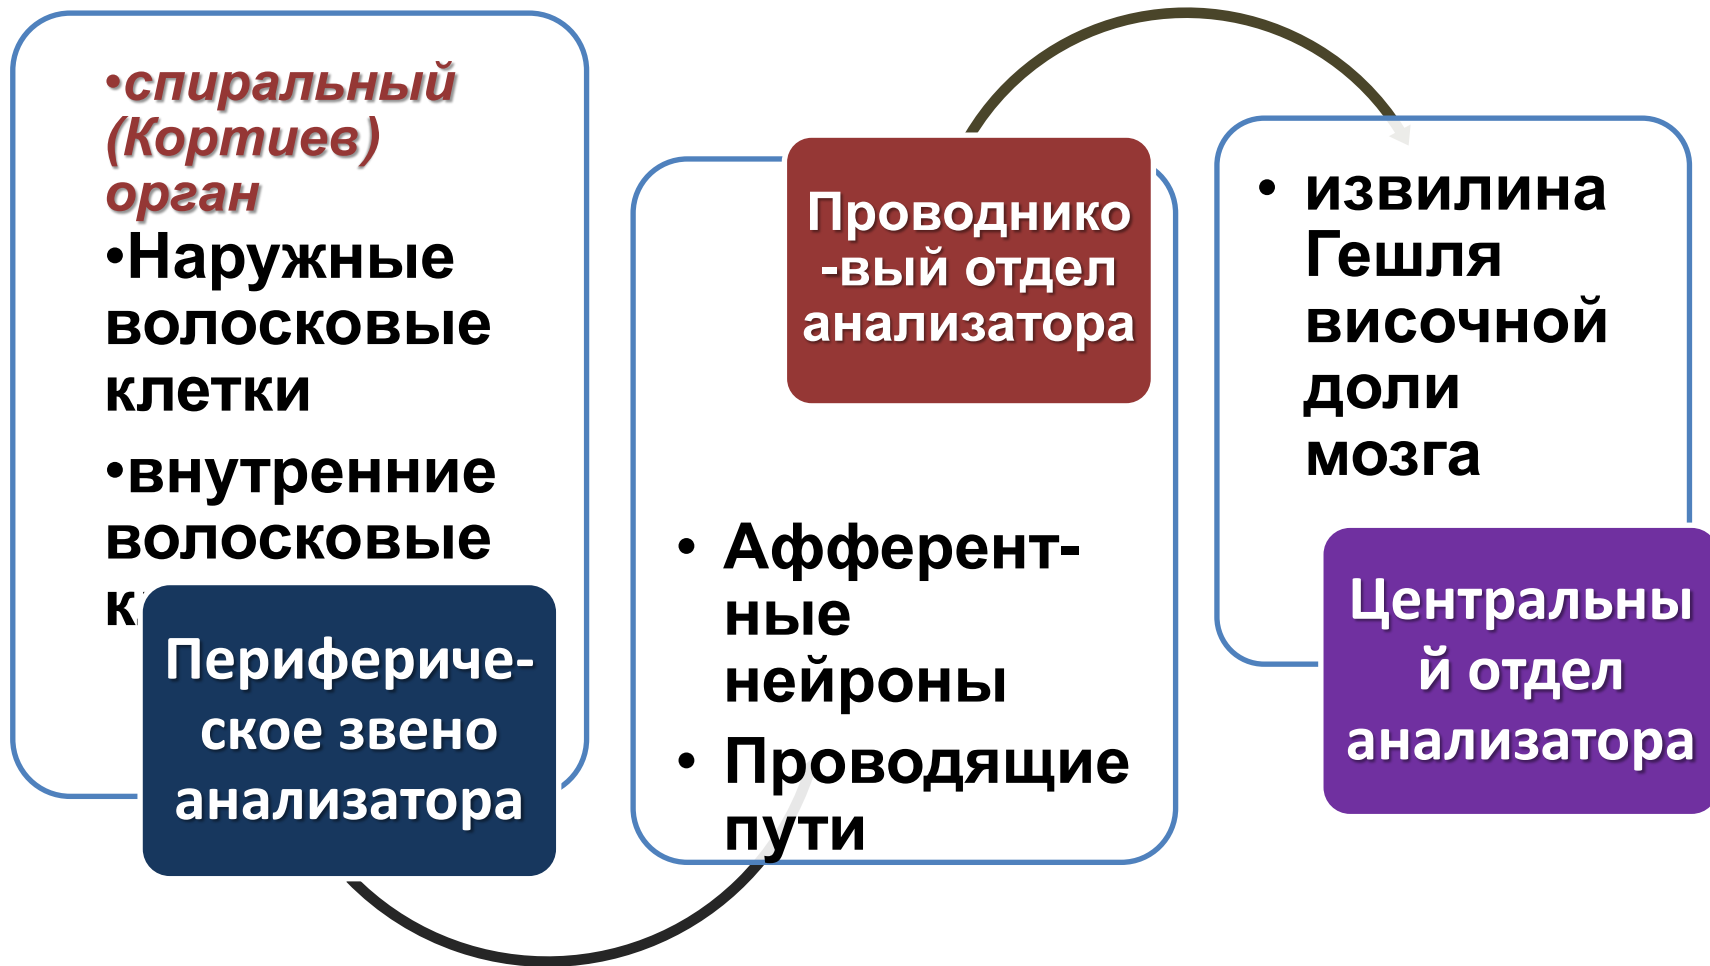 •спиральный
(Кортиев)
орган
•Наружные
волосковые
клетки
•внутренние
волосковые
Перифериче-
ское звено
анализатора
Проводнико
-вый отдел
анализатора
• Афферент-
ные
нейроны
• Проводящие
пути
• извилина
Гешля
височной
доли
мозга
Центральны
й отдел
анализатора